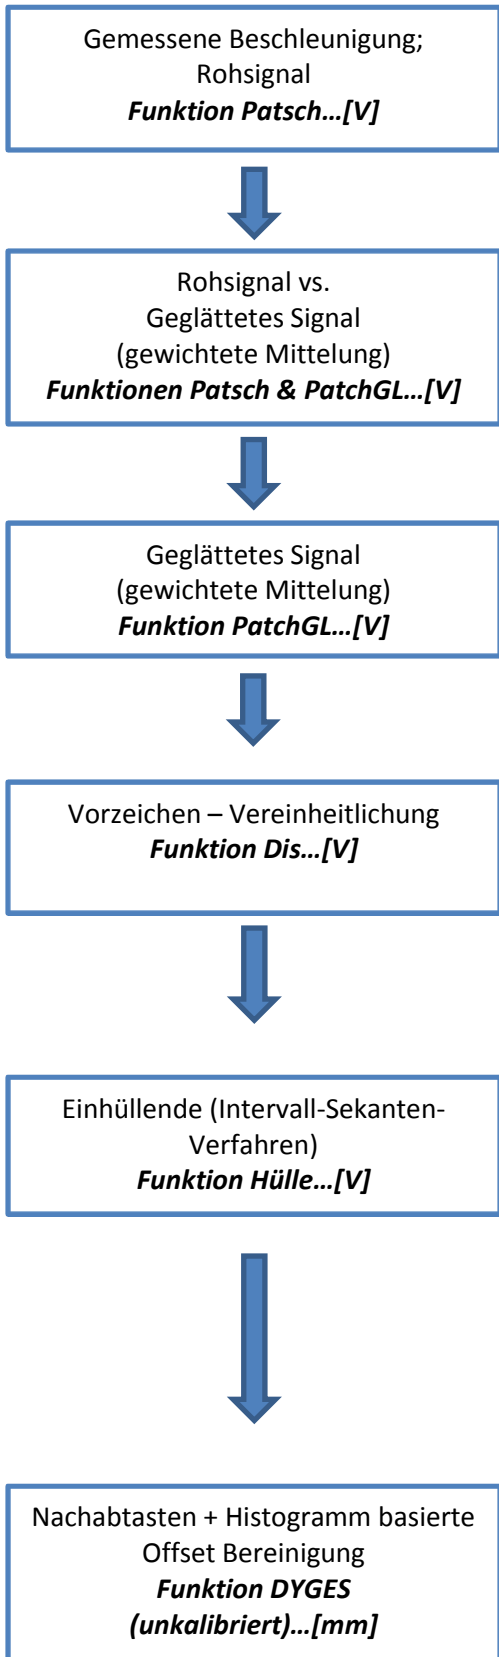 Gemessene Beschleunigung;
Rohsignal
Funktion Patsch…[V]
Rohsignal vs.
Geglättetes Signal
(gewichtete Mittelung)
Funktionen Patsch & PatchGL…[V]
Geglättetes Signal
(gewichtete Mittelung)
Funktion PatchGL…[V]
Vorzeichen – Vereinheitlichung
Funktion Dis…[V]
Einhüllende (Intervall-Sekanten-
Verfahren)
Funktion Hülle…[V]
Nachabtasten + Histogramm basierte
Offset Bereinigung
Funktion DYGES
(unkalibriert)…[mm]